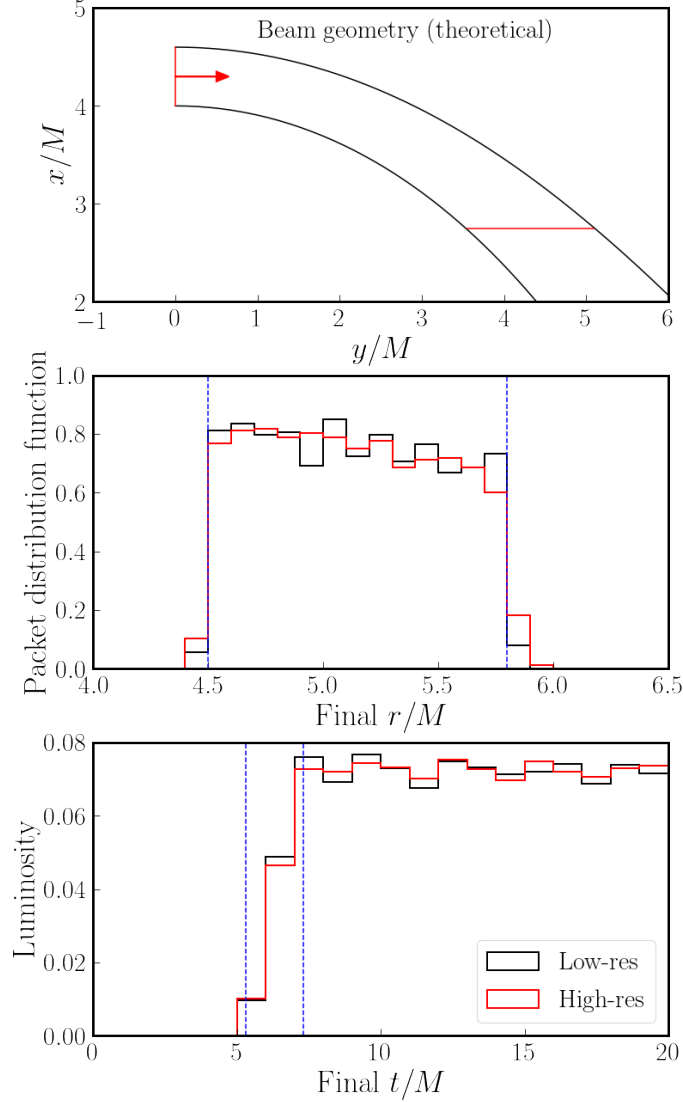 Beam geometry (theoretical)
x/M
5
4
3
2
−1 0 1 2 3 4 5 6
y/M
Packet distribution function
1.0
0.8
0.6
0.4
0.2
0.0
4.0 4.5 5.0 5.5 6.0 6.5
Final r/M
Luminosity
0.08
0.06
0.04
0.02
0.00
0 5 10 15 20
Final t/M
Low-res
High-res